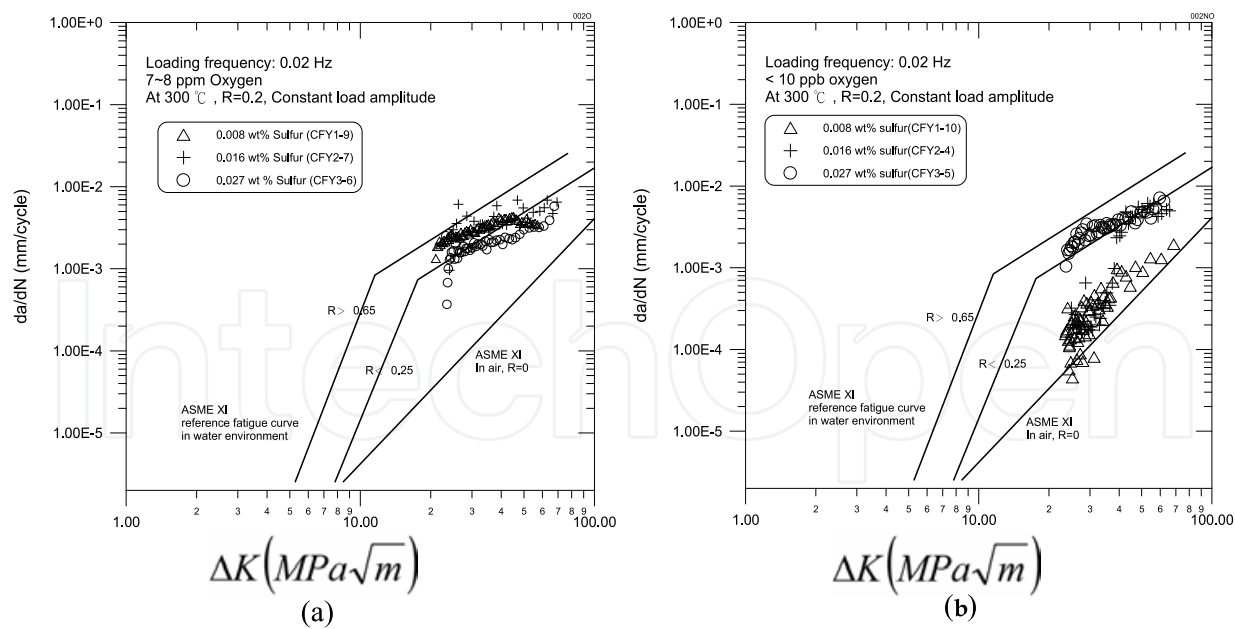 002O
1.00E+0
Loading frequency: 0.02 Hz
7~8 ppm Oxygen
At 300 ℃ , R=0.2, Constant load amplitude
1.00E-1
0.008 wt% Sulfur (CFY1-9)
0.016 wt% Sulfur (CFY2-7)
0.027 wt % Sulfur (CFY3-6)
1.00E-2
da/dN (mm/cycle)
1.00E-3
R> 0.65
1.00E-4
R< 0.25
ASME XI
In air, R=0
ASME XI
reference fatigue curve
in water environment
1.00E-5
1.00 2 3 4 5 6 7 8 9 10.00 2 3 4 5 6 7 8 9 100.00
ΔK(MPa√m)
(a)
002NO
1.00E+0
Loading frequency: 0.02 Hz
< 10 ppb oxygen
At 300 ℃ , R=0.2, Constant load amplitude
1.00E-1
0.008 wt% sulfur(CFY1-10)
0.016 wt% sulfur(CFY2-4)
0.027 wt% sulfur(CFY3-5)
1.00E-2
da/dN (mm/cycle)
1.00E-3
R> 0.65
1.00E-4
R< 0.25
ASME XI
reference fatigue curve
in water environment
ASME XI
In air, R=0
1.00E-5
1.00 2 3 4 5 6 7 8 9 10.00 2 3 4 5 6 7 8 9 100.00
ΔK(MPa√m)
(b)
IntechOpen